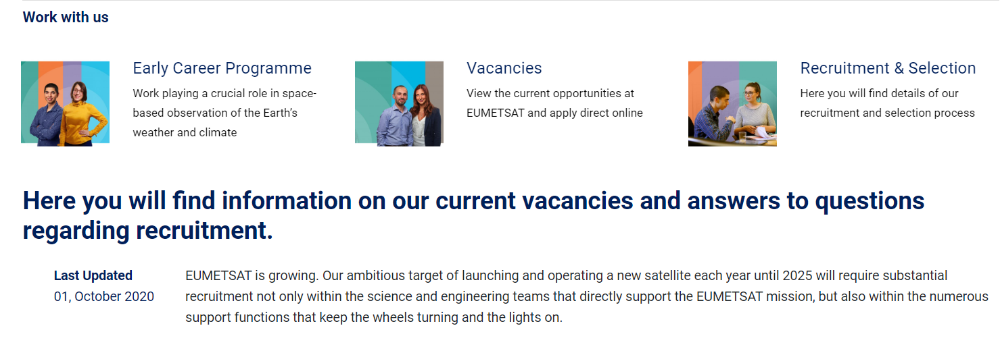 Work with us
Early Career Programme
Work playing a crucial role in space-
based observation of the Earth’s
weather and climate
Vacancies
View the current opportunities at
EUMETSAT and apply direct online
Recruitment & Selection
Here you will find details of our
recruitment and selection process
Here you will find information on our current vacancies and answers to questions
regarding recruitment.
Last Updated
01, October 2020
EUMETSAT is growing. Our ambitious target of launching and operating a new satellite each year until 2025 will require substantial
recruitment not only within the science and engineering teams that directly support the EUMETSAT mission, but also within the numerous
support functions that keep the wheels turning and the lights on.